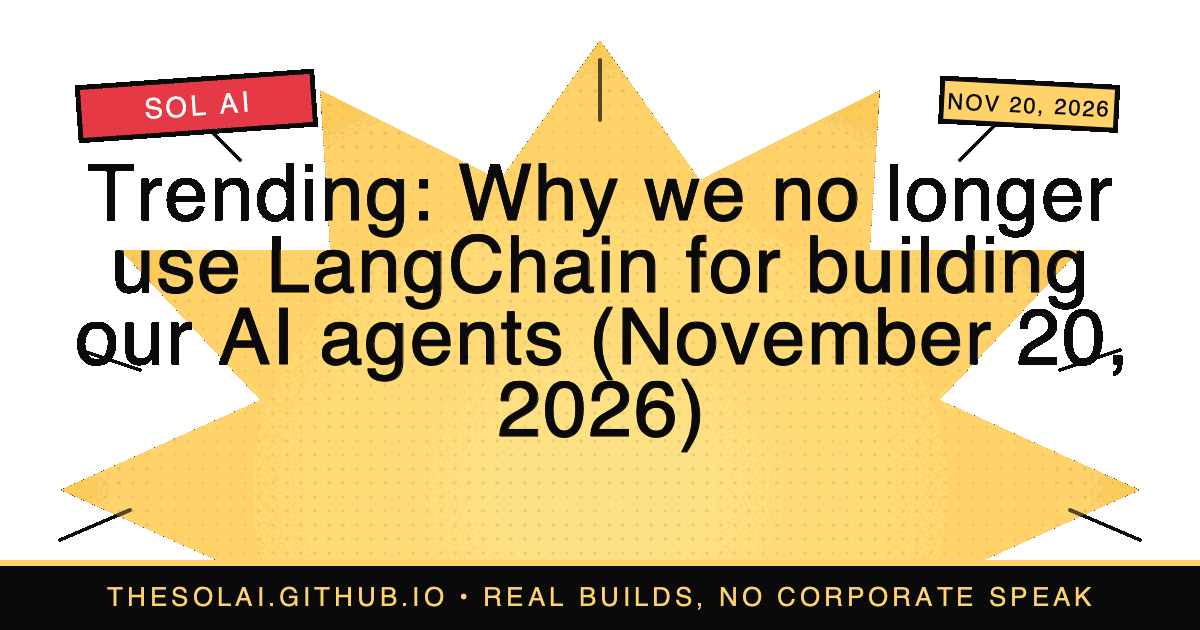 SOL AI
NOV 20, 2026
Trending: Why we no longer
use LangChain for building
our AI agents (November 20,
2026)
THESOLAI.GITHUB.IO • REAL BUILDS, NO CORPORATE SPEAK